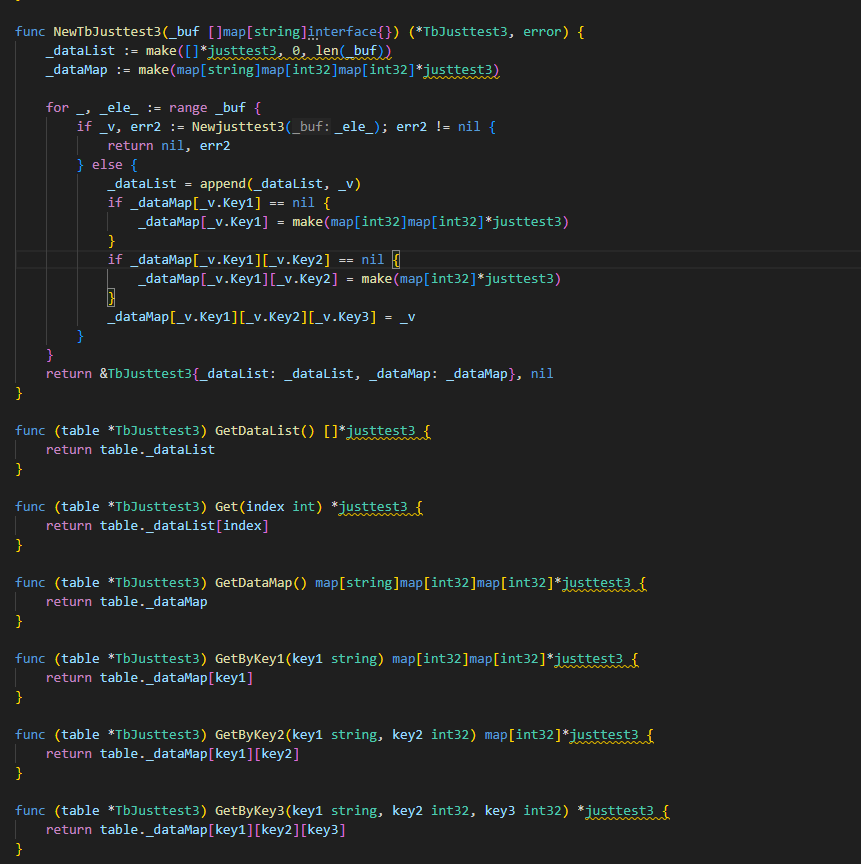 func NewTbJusttest3(_buf []map[string]interface{}) (*TbJusttest3, error) {
    _dataList := make([]*justtest3, 0, len(_buf))
    _dataMap := make(map[string]map[int32]map[int32]*justtest3)

    for _, _ele_ := range _buf {
        if _v, err2 := Newjusttest3(_buf: _ele_); err2 != nil {
            return nil, err2
        } else {
            _dataList = append(_dataList, _v)
            if _dataMap[_v.Key1] == nil {
                _dataMap[_v.Key1] = make(map[int32]map[int32]*justtest3)
            }
            if _dataMap[_v.Key1][_v.Key2] == nil {
                _dataMap[_v.Key1][_v.Key2] = make(map[int32]*justtest3)
            }
            _dataMap[_v.Key1][_v.Key2][_v.Key3] = _v
        }
    }
    return &TbJusttest3{_dataList: _dataList, _dataMap: _dataMap}, nil
}

func (table *TbJusttest3) GetDataList() []*justtest3 {
    return table._dataList
}

func (table *TbJusttest3) Get(index int) *justtest3 {
    return table._dataList[index]
}

func (table *TbJusttest3) GetDataMap() map[string]map[int32]map[int32]*justtest3 {
    return table._dataMap
}

func (table *TbJusttest3) GetByKey1(key1 string) map[int32]map[int32]*justtest3 {
    return table._dataMap[key1]
}

func (table *TbJusttest3) GetByKey2(key1 string, key2 int32) map[int32]*justtest3 {
    return table._dataMap[key1][key2]
}

func (table *TbJusttest3) GetByKey3(key1 string, key2 int32, key3 int32) *justtest3 {
    return table._dataMap[key1][key2][key3]
}